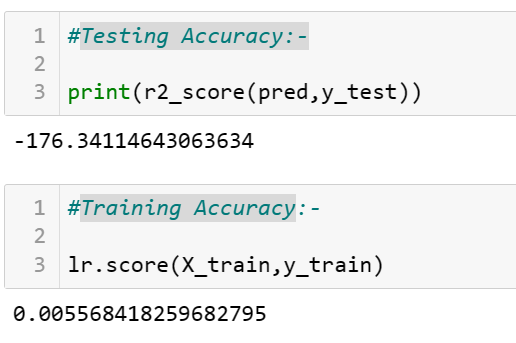 1 #Testing Accuracy:-
2
3 print(r2_score(pred,y_test))
-176.34114643063634
1 #Training Accuracy:-
2
3 lr.score(X_train,y_train)
0.005568418259682795